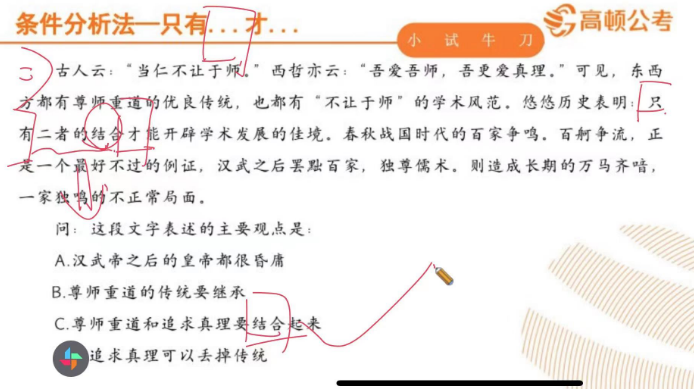 条件分析法—只有...才...
高顿公考
小 试 牛 刀
古人云：“当仁不让于师。”西哲亦云：“吾爱吾师，吾更爱真理。”可见，东西
方都有尊师重道的优良传统，也都有“不让于师”的学术风范。悠悠历史表明：只
有二者的结合才能开辟学术发展的佳境。春秋战国时代的百家争鸣。百舸争流，正
是一个最好不过的例证，汉武之后罢黜百家，独尊儒术。则造成长期的万马齐喑，
一家独鸣的不正常局面。
问：这段文字表述的主要观点是：
A.汉武帝之后的皇帝都很昏庸
B.尊师重道的传统要继承
C.尊师重道和追求真理要结合起来
追求真理可以丢掉传统